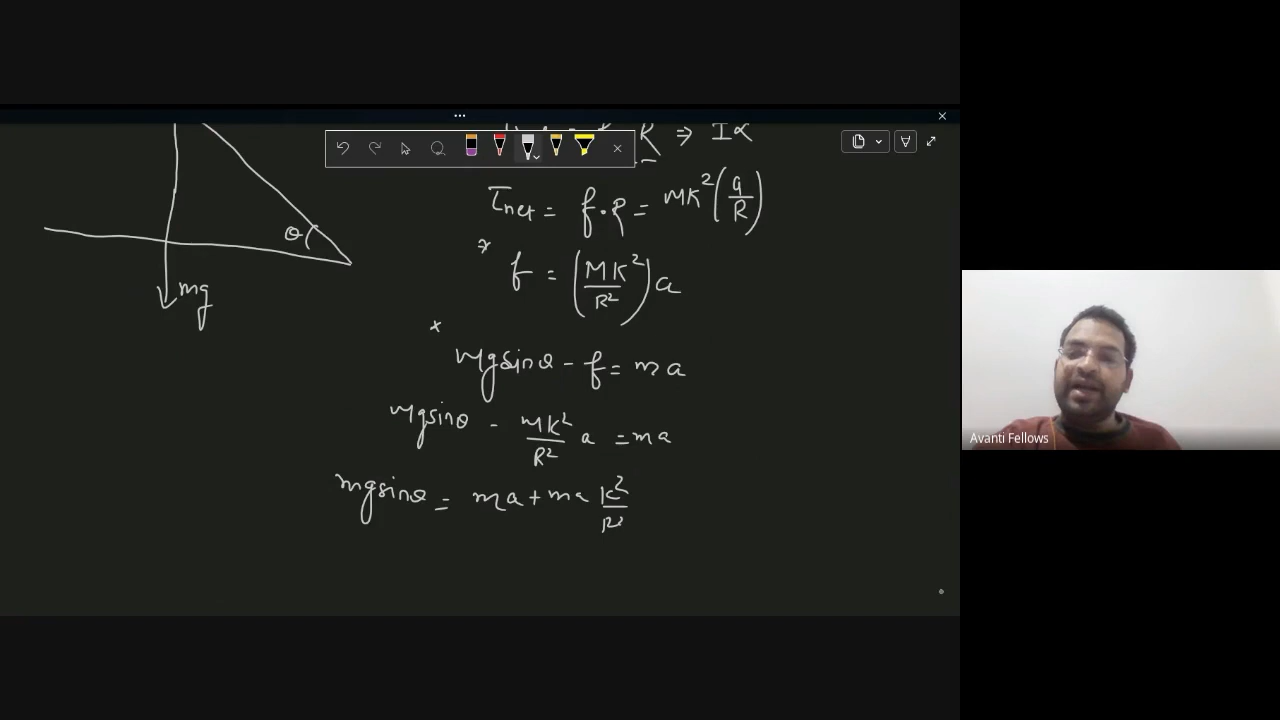 R ⇒ Iα
τnet = f·R = MK²(a/R)
θ
* f = (MK²/R²)a
mg
* Mgsinθ - f = ma
Mgsinθ - MK²/R² a = ma
mgsinθ = ma + ma K²/R²
Avanti Fellows